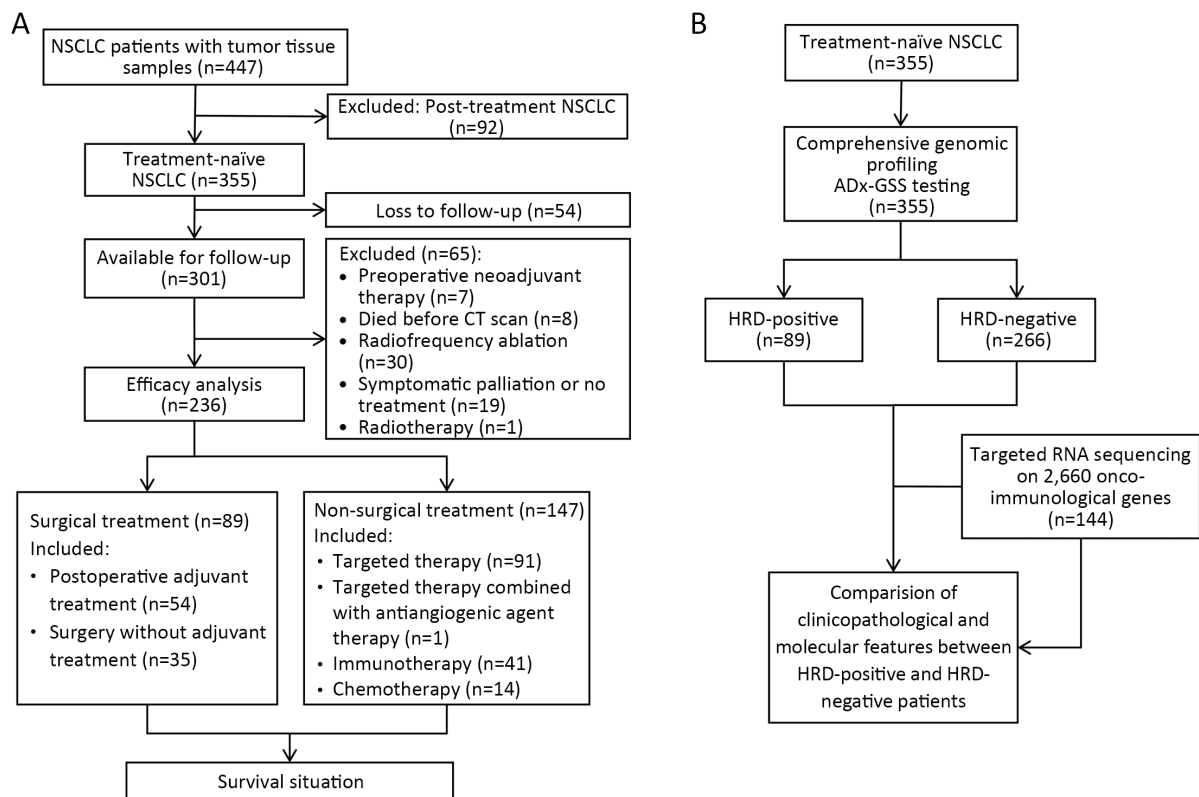 A
NSCLC patients with tumor tissue
samples (n=447)
Excluded: Post-treatment NSCLC
(n=92)
Treatment-naïve
NSCLC (n=355)
Loss to follow-up (n=54)
Available for follow-up
(n=301)
Excluded (n=65):
• Preoperative neoadjuvant
therapy (n=7)
• Died before CT scan (n=8)
• Radiofrequency ablation
(n=30)
• Symptomatic palliation or no
treatment (n=19)
• Radiotherapy (n=1)
Efficacy analysis
(n=236)
Surgical treatment (n=89)
Included:
• Postoperative adjuvant
treatment (n=54)
• Surgery without adjuvant
treatment (n=35)
Non-surgical treatment (n=147)
Included:
• Targeted therapy (n=91)
• Targeted therapy combined
with antiangiogenic agent
therapy (n=1)
• Immunotherapy (n=41)
• Chemotherapy (n=14)
Survival situation
B
Treatment-naïve NSCLC
(n=355)
Comprehensive genomic
profiling
ADx-GSS testing
(n=355)
HRD-positive
(n=89)
HRD-negative
(n=266)
Targeted RNA sequencing
on 2,660 onco-
immunological genes
(n=144)
Comparision of
clinicopathological and
molecular features between
HRD-positive and HRD-
negative patients